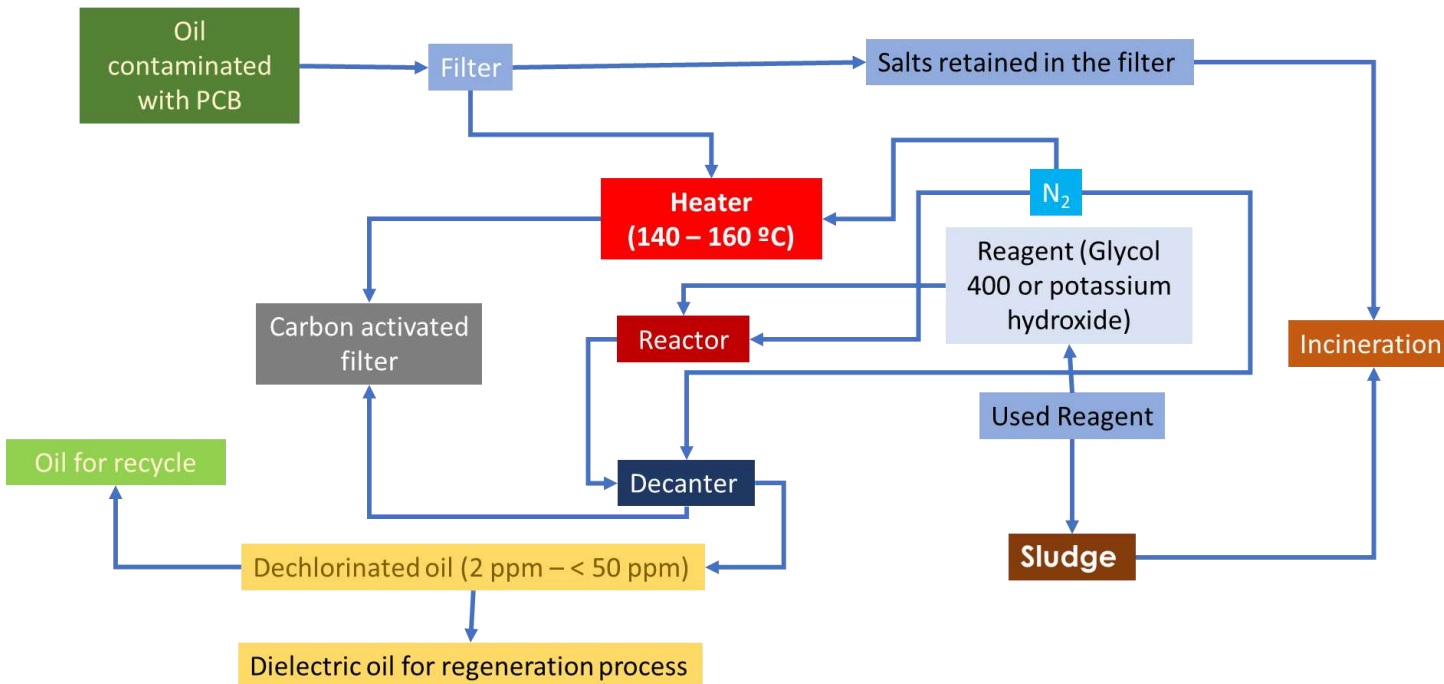 Oil
contaminated
with PCB
Filter
Salts retained in the filter
Heater
(140 – 160 ºC)
N₂
Reagent (Glycol
400 or potassium
hydroxide)
Carbon activated
filter
Reactor
Incineration
Used Reagent
Oil for recycle
Decanter
Sludge
Dechlorinated oil (2 ppm – < 50 ppm)
Dielectric oil for regeneration process